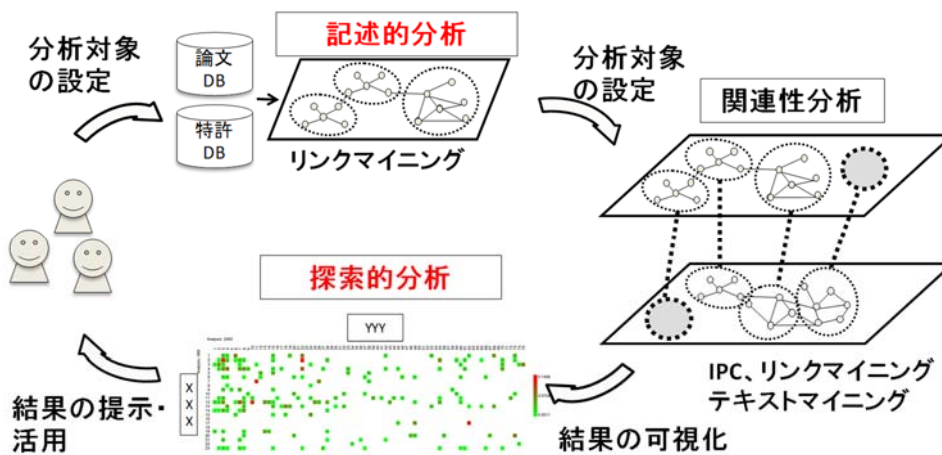 記述的分析
分析対象
の設定
論文
DB
特許
DB
リンクマイニング
分析対象
の設定
関連性分析
IPC、リンクマイニング
テキストマイニング
探索的分析
YYY
X
X
X
結果の可視化
結果の提示・
活用